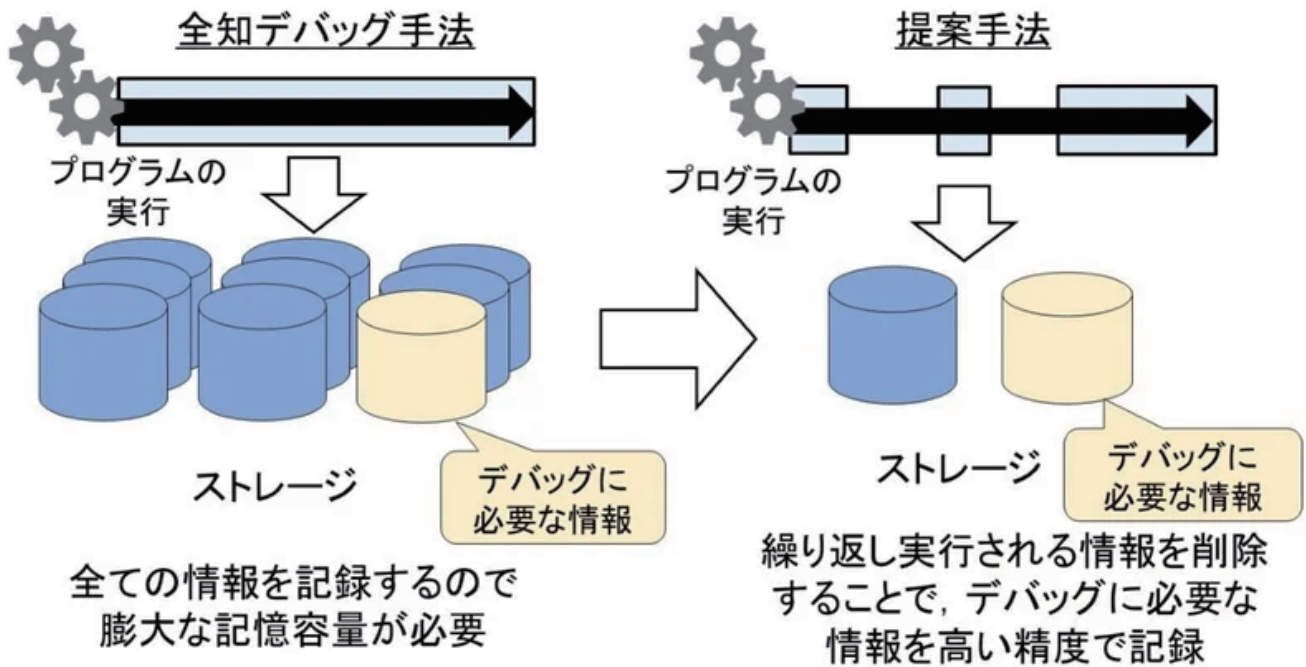 全知デバッグ手法
プログラムの
実行
ストレージ
デバッグに
必要な情報
全ての情報を記録するので
膨大な記憶容量が必要
提案手法
プログラムの
実行
ストレージ
デバッグに
必要な情報
繰り返し実行される情報を削除
することで，デバッグに必要な
情報を高い精度で記録